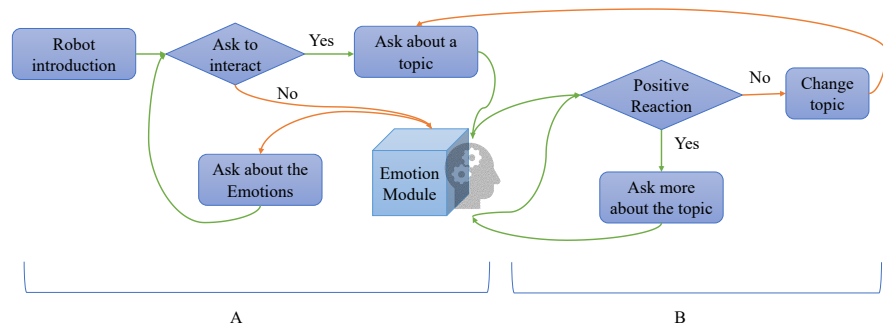 Robot
introduction
Ask to
interact
Yes
Ask about a
topic
No
Ask about the
Emotions
Emotion
Module
Positive
Reaction
No
Change
topic
Yes
Ask more
about the topic
A
B